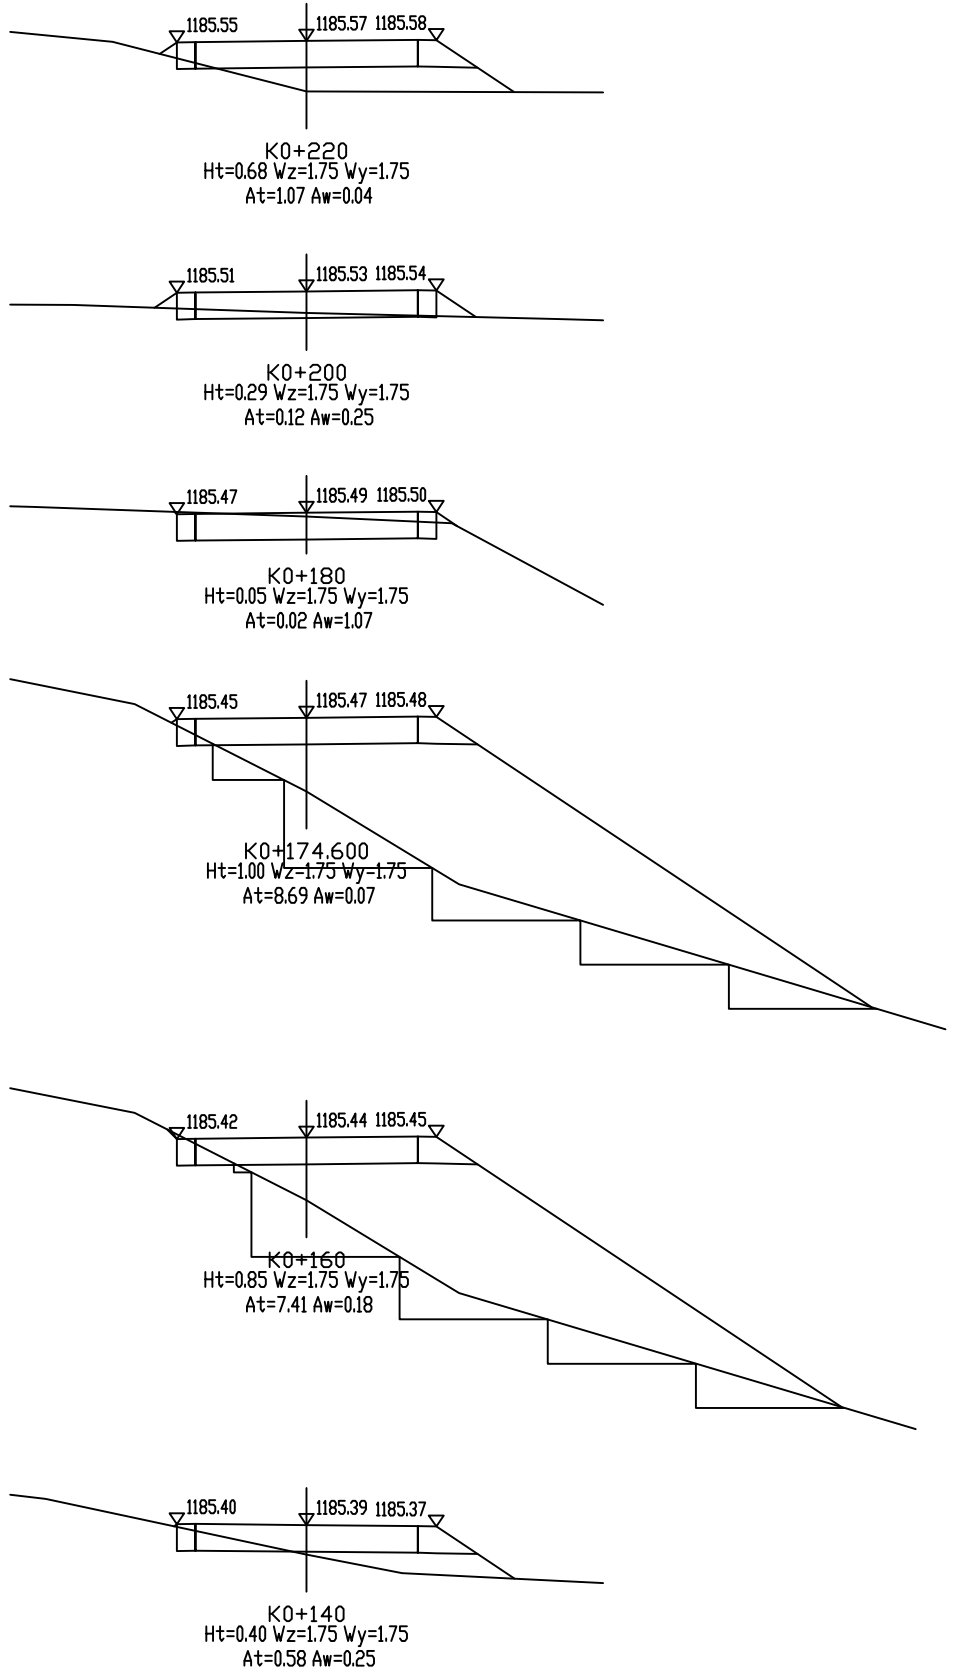 1185.55 1185.57 1185.58
K0+220
Ht=0.68 Wz=1.75 Wy=1.75
At=1.07 Aw=0.04
1185.51 1185.53 1185.54
K0+200
Ht=0.29 Wz=1.75 Wy=1.75
At=0.12 Aw=0.25
1185.47 1185.49 1185.50
K0+180
Ht=0.05 Wz=1.75 Wy=1.75
At=0.02 Aw=1.07
1185.45 1185.47 1185.48
K0+174.600
Ht=1.00 Wz=1.75 Wy=1.75
At=8.69 Aw=0.07
1185.42 1185.44 1185.45
K0+160
Ht=0.85 Wz=1.75 Wy=1.75
At=7.41 Aw=0.18
1185.40 1185.39 1185.37
K0+140
Ht=0.40 Wz=1.75 Wy=1.75
At=0.58 Aw=0.25